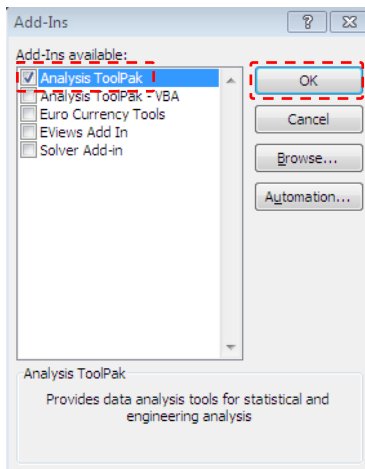 Add-Ins
Add-Ins available:
Analysis ToolPak
Analysis ToolPak - VBA
Euro Currency Tools
EViews Add In
Solver Add-in
OK
Cancel
Browse...
Automation...
Analysis ToolPak
Provides data analysis tools for statistical and
engineering analysis